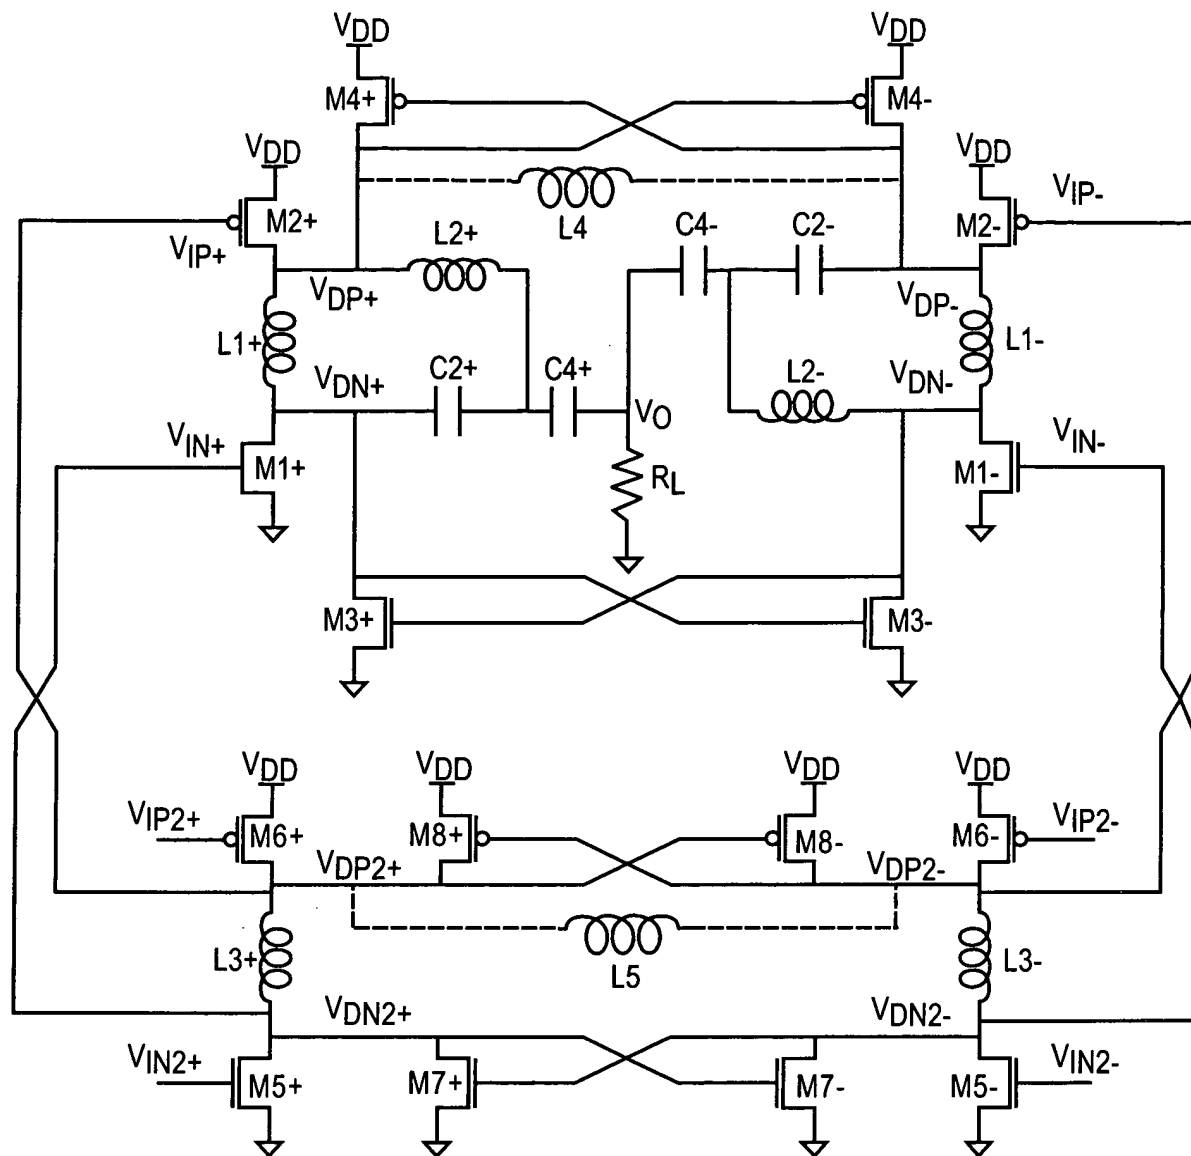 VDD VDD
M4+ M4-
VDD VDD
M2+ L4 M2-
VIP+ VIP-
L2+ C4- C2-
VDP+ VDP-
L1+ L1-
VDN+ C2+ C4+ L2- VDN-
VO
VIN+ VIN-
M1+ RL M1-
M3+ M3-
VDD VDD VDD VDD
VIP2+ M6+ M8+ M8- M6- VIP2-
VDP2+ VDP2-
L3+ L5 L3-
VDN2+ VDN2-
VIN2+ VIN2-
M5+ M7+ M7- M5-